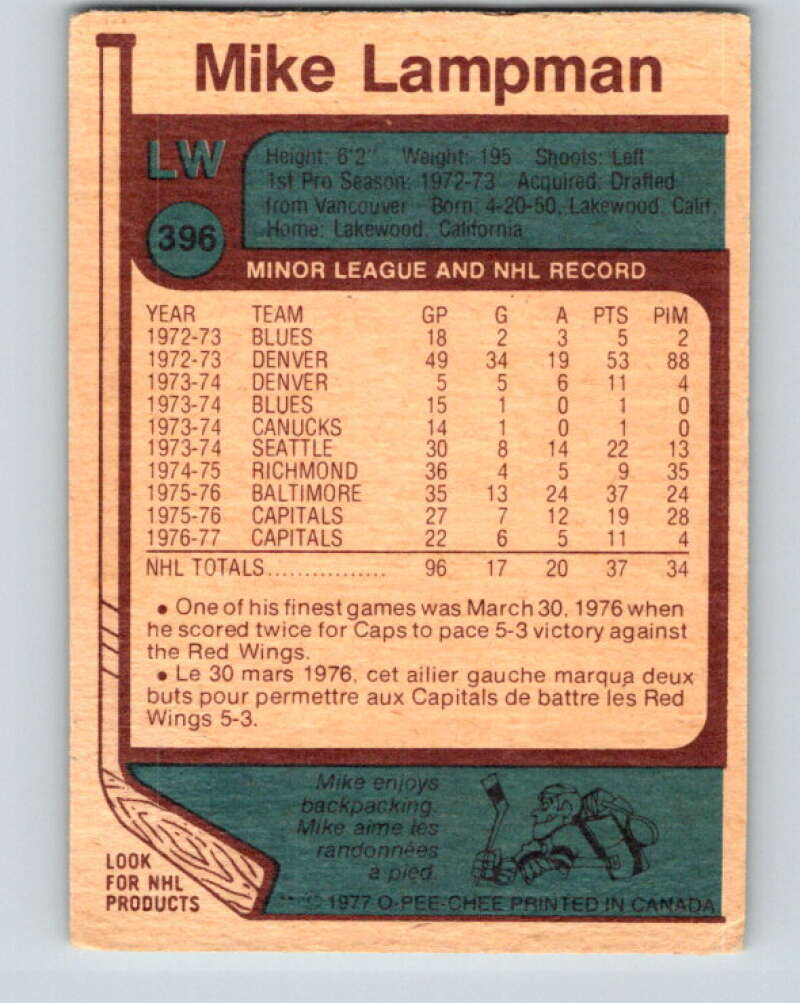 Mike Lampman
LW
Height: 6'2" Weight: 195 Shoots: Left
1st Pro Season: 1972-73 Acquired: Drafted
from Vancouver Born: 4-20-50, Lakewood, Calif.
Home: Lakewood, California
396
MINOR LEAGUE AND NHL RECORD
YEAR TEAM GP G A PTS PIM
1972-73 BLUES 18 2 3 5 2
1972-73 DENVER 49 34 19 53 88
1973-74 DENVER 5 5 6 11 4
1973-74 BLUES 15 1 0 1 0
1973-74 CANUCKS 14 1 0 1 0
1973-74 SEATTLE 30 8 14 22 13
1974-75 RICHMOND 36 4 5 9 35
1975-76 BALTIMORE 35 13 24 37 24
1975-76 CAPITALS 27 7 12 19 28
1976-77 CAPITALS 22 6 5 11 4
NHL TOTALS................ 96 17 20 37 34
• One of his finest games was March 30, 1976 when
he scored twice for Caps to pace 5-3 victory against
the Red Wings.
• Le 30 mars 1976, cet ailier gauche marqua deux
buts pour permettre aux Capitals de battre les Red
Wings 5-3.
Mike enjoys
backpacking.
Mike aime les
randonnées
à pied.
LOOK
FOR NHL
PRODUCTS
** © 1977 O-PEE-CHEE PRINTED IN CANADA